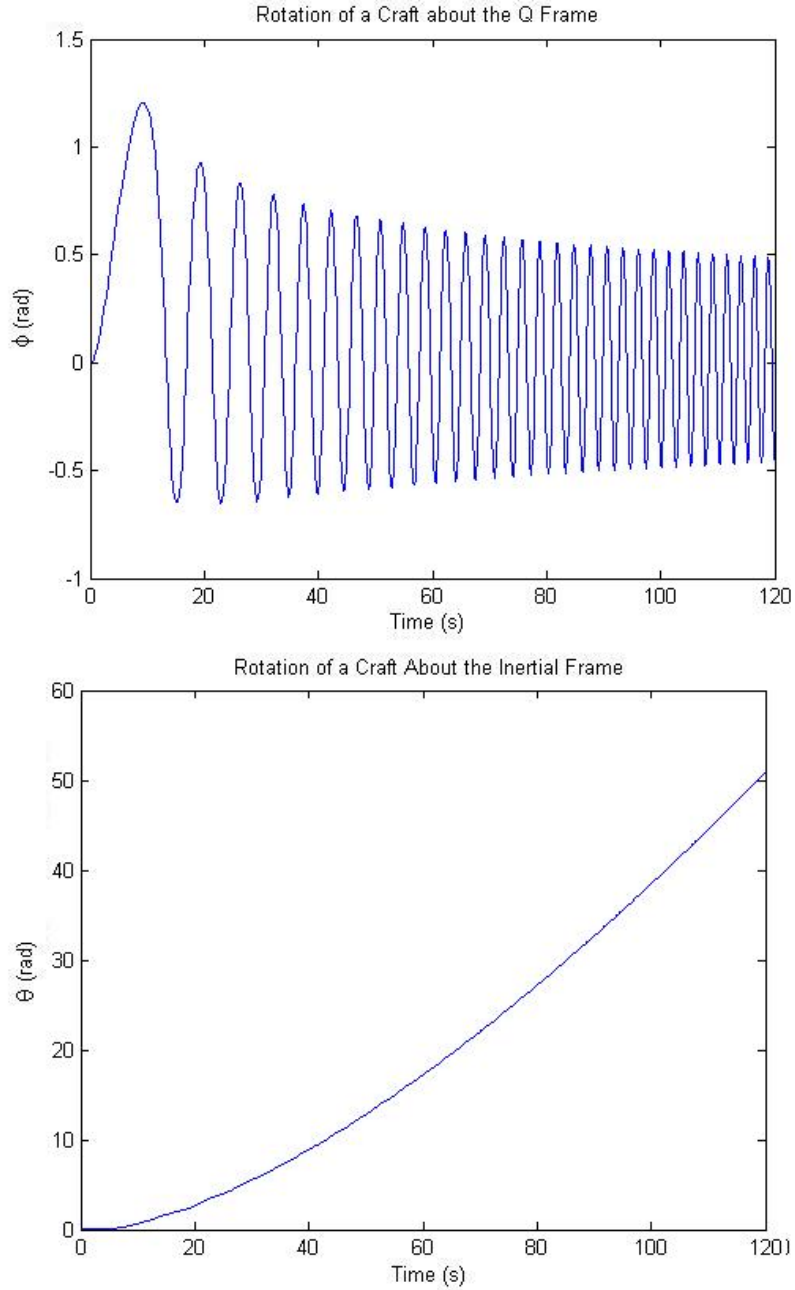 Rotation of a Craft about the Q Frame
1.5
1
0.5
0
-0.5
-1
ϕ (rad)
0 20 40 60 80 100 120
Time (s)
Rotation of a Craft About the Inertial Frame
60
50
40
30
20
10
0
θ (rad)
0 20 40 60 80 100 120
Time (s)